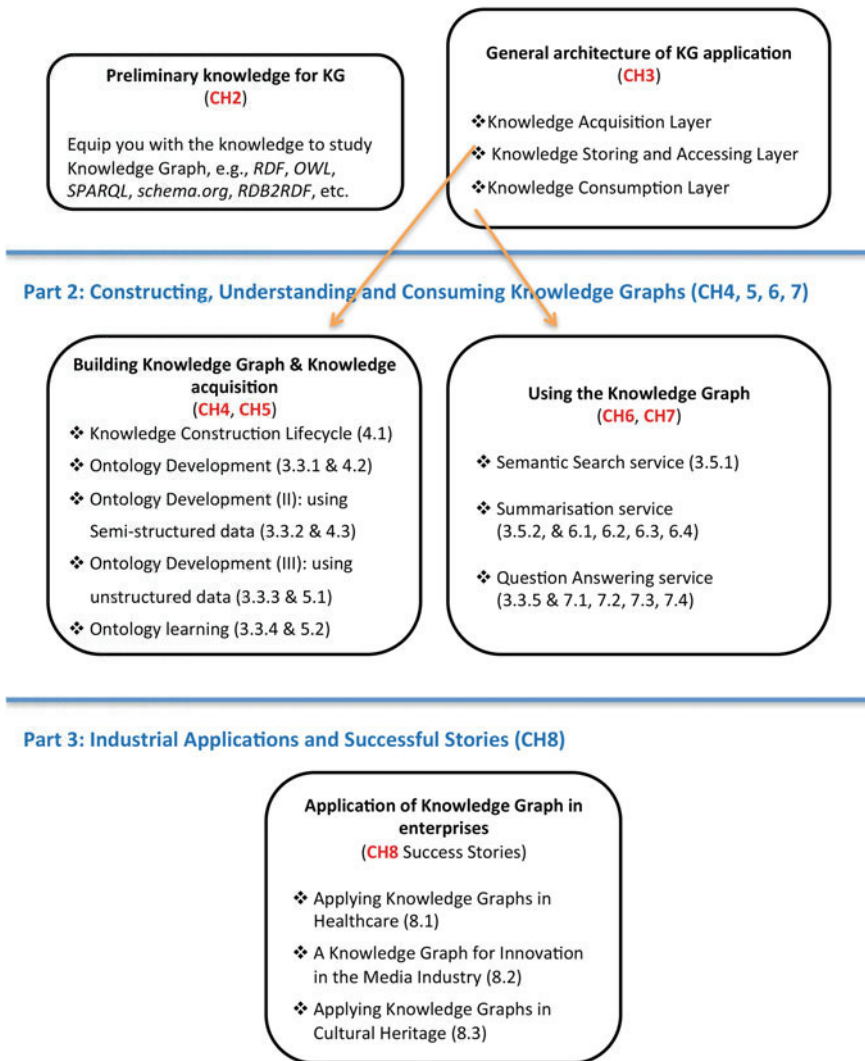 Preliminary knowledge for KG
(CH2)
Equip you with the knowledge to study
Knowledge Graph, e.g., RDF, OWL,
SPARQL, schema.org, RDB2RDF, etc.
General architecture of KG application
(CH3)
❖Knowledge Acquisition Layer
❖ Knowledge Storing and Accessing Layer
❖Knowledge Consumption Layer
Part 2: Constructing, Understanding and Consuming Knowledge Graphs (CH4, 5, 6, 7)
Building Knowledge Graph & Knowledge
acquisition
(CH4, CH5)
❖ Knowledge Construction Lifecycle (4.1)
❖ Ontology Development (3.3.1 & 4.2)
❖ Ontology Development (II): using
Semi-structured data (3.3.2 & 4.3)
❖ Ontology Development (III): using
unstructured data (3.3.3 & 5.1)
❖ Ontology learning (3.3.4 & 5.2)
Using the Knowledge Graph
(CH6, CH7)
❖ Semantic Search service (3.5.1)
❖ Summarisation service
(3.5.2, & 6.1, 6.2, 6.3, 6.4)
❖ Question Answering service
(3.3.5 & 7.1, 7.2, 7.3, 7.4)
Part 3: Industrial Applications and Successful Stories (CH8)
Application of Knowledge Graph in
enterprises
(CH8 Success Stories)
❖ Applying Knowledge Graphs in
Healthcare (8.1)
❖ A Knowledge Graph for Innovation
in the Media Industry (8.2)
❖ Applying Knowledge Graphs in
Cultural Heritage (8.3)